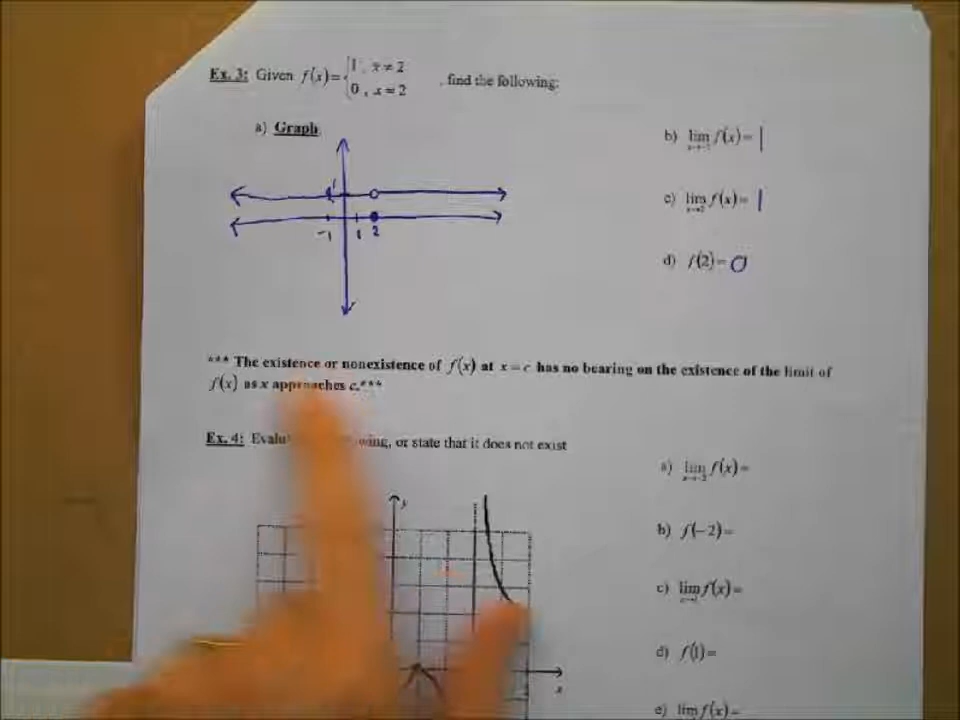 Ex. 3: Given f(x)= { 1 , x ≠ 2 , find the following:
0 , x = 2
a) Graph
1
-1 1 2
b) lim f(x)= 1
c) lim f(x)= 1
d) f(2)= 0
*** The existence or nonexistence of f(x) at x = c has no bearing on the existence of the limit of
f(x) as x approaches c.***
Ex. 4: or state that it does not exist
y
x
a) lim f(x)=
b) f(-2)=
c) lim f(x)=
d) f(1)=
e) lim f(x)=